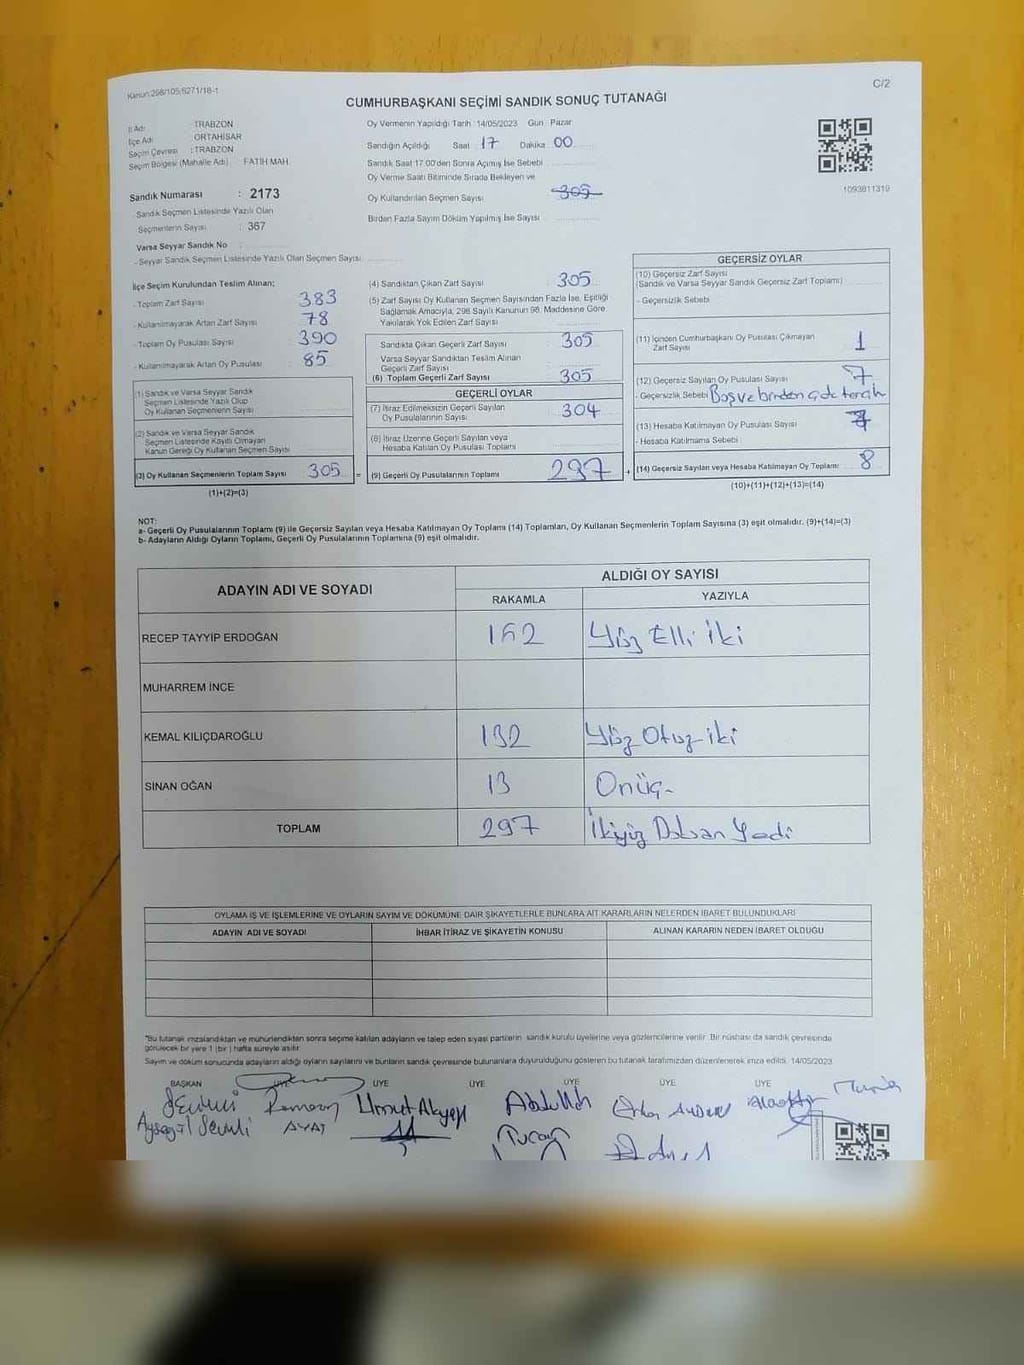 Kanun:298/105;6271/18-1
C/2
CUMHURBAŞKANI SEÇİMİ SANDIK SONUÇ TUTANAĞI
İl Adı : TRABZON
İlçe Adı : ORTAHİSAR
Seçim Çevresi : TRABZON
Seçim Bölgesi (Mahalle Adı) : FATİH MAH.
Oy Vermenin Yapıldığı Tarih :14/05/2023 Gün : Pazar
Sandığın Açıldığı Saat : 17 Dakika : 00
Sandık Saat 17.00'den Sonra Açımış İse Sebebi :
Oy Verme Saati Bitiminde Sırada Bekleyen ve
Oy Kullandırılan Seçmen Sayısı : 305
Birden Fazla Sayım Döküm Yapılmış İse Sayısı :
1093811319
Sandık Numarası : 2173
- Sandık Seçmen Listesinde Yazılı Olan
Seçmenlerin Sayısı : 367
Varsa Seyyar Sandık No :
- Seyyar Sandık Seçmen Listesinde Yazılı Olan Seçmen Sayısı:
İlçe Seçim Kurulundan Teslim Alınan;
- Toplam Zarf Sayısı : 383
- Kullanılmayarak Artan Zarf Sayısı : 78
- Toplam Oy Pusulası Sayısı : 390
- Kullanılmayarak Artan Oy Pusulası : 85
(1) Sandık ve Varsa Seyyar Sandık
Seçmen Listesinde Yazılı Olup
Oy Kullanan Seçmenlerin Sayısı :
(2) Sandık ve Varsa Seyyar Sandık
Seçmen Listesinde Kayıtlı Olmayan
Kanun Gereği Oy Kullanan Seçmen Sayısı :
(3) Oy Kullanan Seçmenlerin Toplam Sayısı : 305
(1)+(2)=(3)
(4) Sandıktan Çıkan Zarf Sayısı : 305
(5) Zarf Sayısı Oy Kullanan Seçmen Sayısından Fazla İse, Eşitliği
Sağlamak Amacıyla, 298 Sayılı Kanunun 98. Maddesine Göre
Yakılarak Yok Edilen Zarf Sayısı :
Sandıkta Çıkan Geçerli Zarf Sayısı : 305
Varsa Seyyar Sandıktan Teslim Alınan
Geçerli Zarf Sayısı :
(6) Toplam Geçerli Zarf Sayısı : 305
GEÇERLİ OYLAR
(7) İtiraz Edilmeksizin Geçerli Sayılan
Oy Pusulalarının Sayısı : 304
(8) İtiraz Üzerine Geçerli Sayılan veya
Hesaba Katılan Oy Pusulası Toplamı :
= (9) Geçerli Oy Pusulalarının Toplamı : 297
GEÇERSİZ OYLAR
(10) Geçersiz Zarf Sayısı
(Sandık ve Varsa Seyyar Sandık Geçersiz Zarf Toplamı) :
- Geçersizlik Sebebi :
(11) İçinden Cumhurbaşkanı Oy Pusulası Çıkmayan
Zarf Sayısı : 1
(12) Geçersiz Sayılan Oy Pusulası Sayısı : 7
- Geçersizlik Sebebi : Boş ve birden çok tercih
(13) Hesaba Katılmayan Oy Pusulası Sayısı :
- Hesaba Katılmama Sebebi :
+ (14) Geçersiz Sayılan veya Hesaba Katılmayan Oy Toplamı : 8
(10)+(11)+(12)+(13)=(14)
NOT:
a- Geçerli Oy Pusulalarının Toplamı (9) ile Geçersiz Sayılan veya Hesaba Katılmayan Oy Toplamı (14) Toplamları, Oy Kullanan Seçmenlerin Toplam Sayısına (3) eşit olmalıdır. (9)+(14)=(3)
b- Adayların Aldığı Oyların Toplamı, Geçerli Oy Pusulalarının Toplamına (9) eşit olmalıdır.
ADAYIN ADI VE SOYADI
ALDIĞI OY SAYISI
RAKAMLA YAZIYLA
RECEP TAYYİP ERDOĞAN 152 Yüz Elli İki
MUHARREM İNCE
KEMAL KILIÇDAROĞLU 132 Yüz Otuz iki
SİNAN OĞAN 13 Onüç
TOPLAM 297 İkiyüz Doksan Yedi
OYLAMA İŞ VE İŞLEMLERİNE VE OYLARIN SAYIM VE DÖKÜMÜNE DAİR ŞİKAYETLERLE BUNLARA AİT KARARLARIN NELERDEN İBARET BULUNDUKLARI
ADAYIN ADI VE SOYADI İHBAR İTİRAZ VE ŞİKAYETİN KONUSU ALINAN KARARIN NEDEN İBARET OLDUĞU
*Bu tutanak imzalandıktan ve mühürlendikten sonra seçime katılan adayların ve talep eden siyasi partilerin sandık kurulu üyelerine veya gözlemcilerine verilir. Bir nüshası da sandık çevresinde
görülecek bir yere 1 (bir ) hafta süreyle asılır.
Sayım ve döküm sonucunda adayların aldığı oyların sayılarını ve bunların sandık çevresinde bulunanlara duyurulduğunu gösteren bu tutanak tarafımızdan düzenlenerek imza edildi. 14/05/2023
BAŞKAN ÜYE ÜYE ÜYE ÜYE ÜYE
Ramazan Umut Akyazı Abdullah
Ayşegül Sevimli AYAT Turan